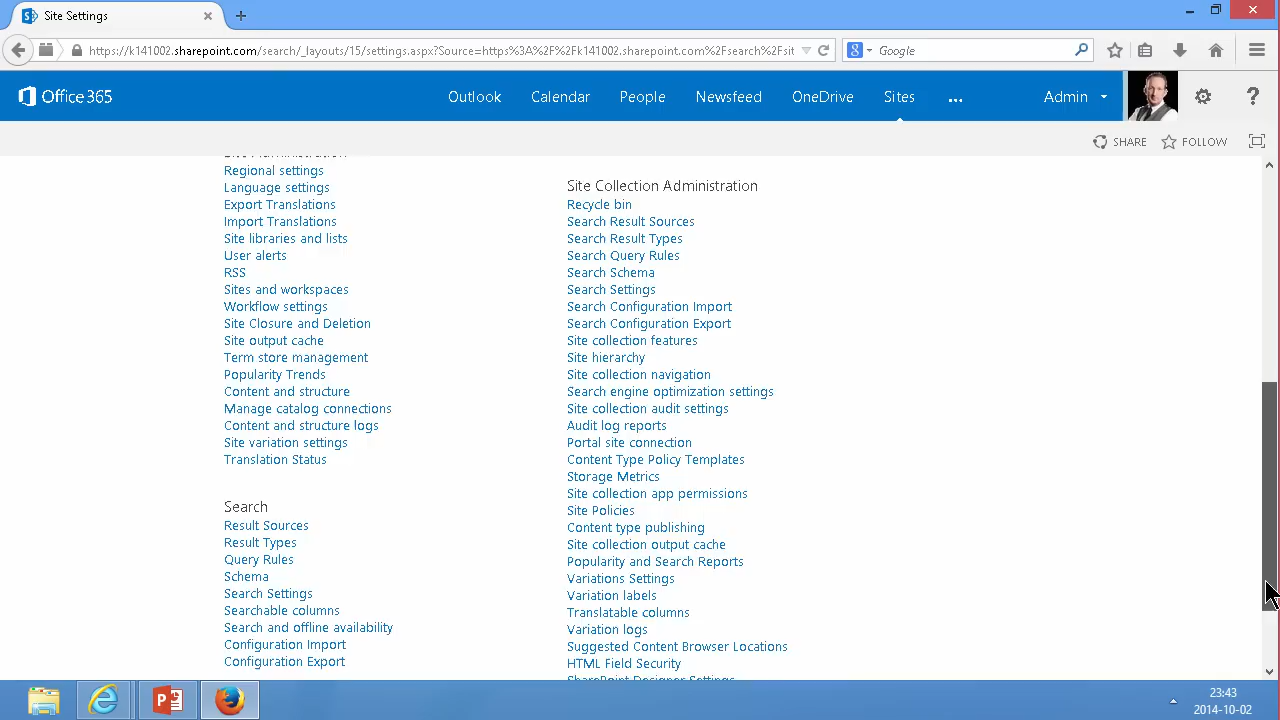 Site Settings
https://k141002.sharepoint.com/search/_layouts/15/settings.aspx?Source=https%3A%2F%2Fk141002.sharepoint.com%2Fsearch%2Fsit
Google
Office 365
Outlook
Calendar
People
Newsfeed
OneDrive
Sites
...
Admin
?
SHARE
FOLLOW
Regional settings
Language settings
Export Translations
Import Translations
Site libraries and lists
User alerts
RSS
Sites and workspaces
Workflow settings
Site Closure and Deletion
Site output cache
Term store management
Popularity Trends
Content and structure
Manage catalog connections
Content and structure logs
Site variation settings
Translation Status
Search
Result Sources
Result Types
Query Rules
Schema
Search Settings
Searchable columns
Search and offline availability
Configuration Import
Configuration Export
Site Collection Administration
Recycle bin
Search Result Sources
Search Result Types
Search Query Rules
Search Schema
Search Settings
Search Configuration Import
Search Configuration Export
Site collection features
Site hierarchy
Site collection navigation
Search engine optimization settings
Site collection audit settings
Audit log reports
Portal site connection
Content Type Policy Templates
Storage Metrics
Site collection app permissions
Site Policies
Content type publishing
Site collection output cache
Popularity and Search Reports
Variations Settings
Variation labels
Translatable columns
Variation logs
Suggested Content Browser Locations
HTML Field Security
SharePoint Designer Settings
23:43
2014-10-02